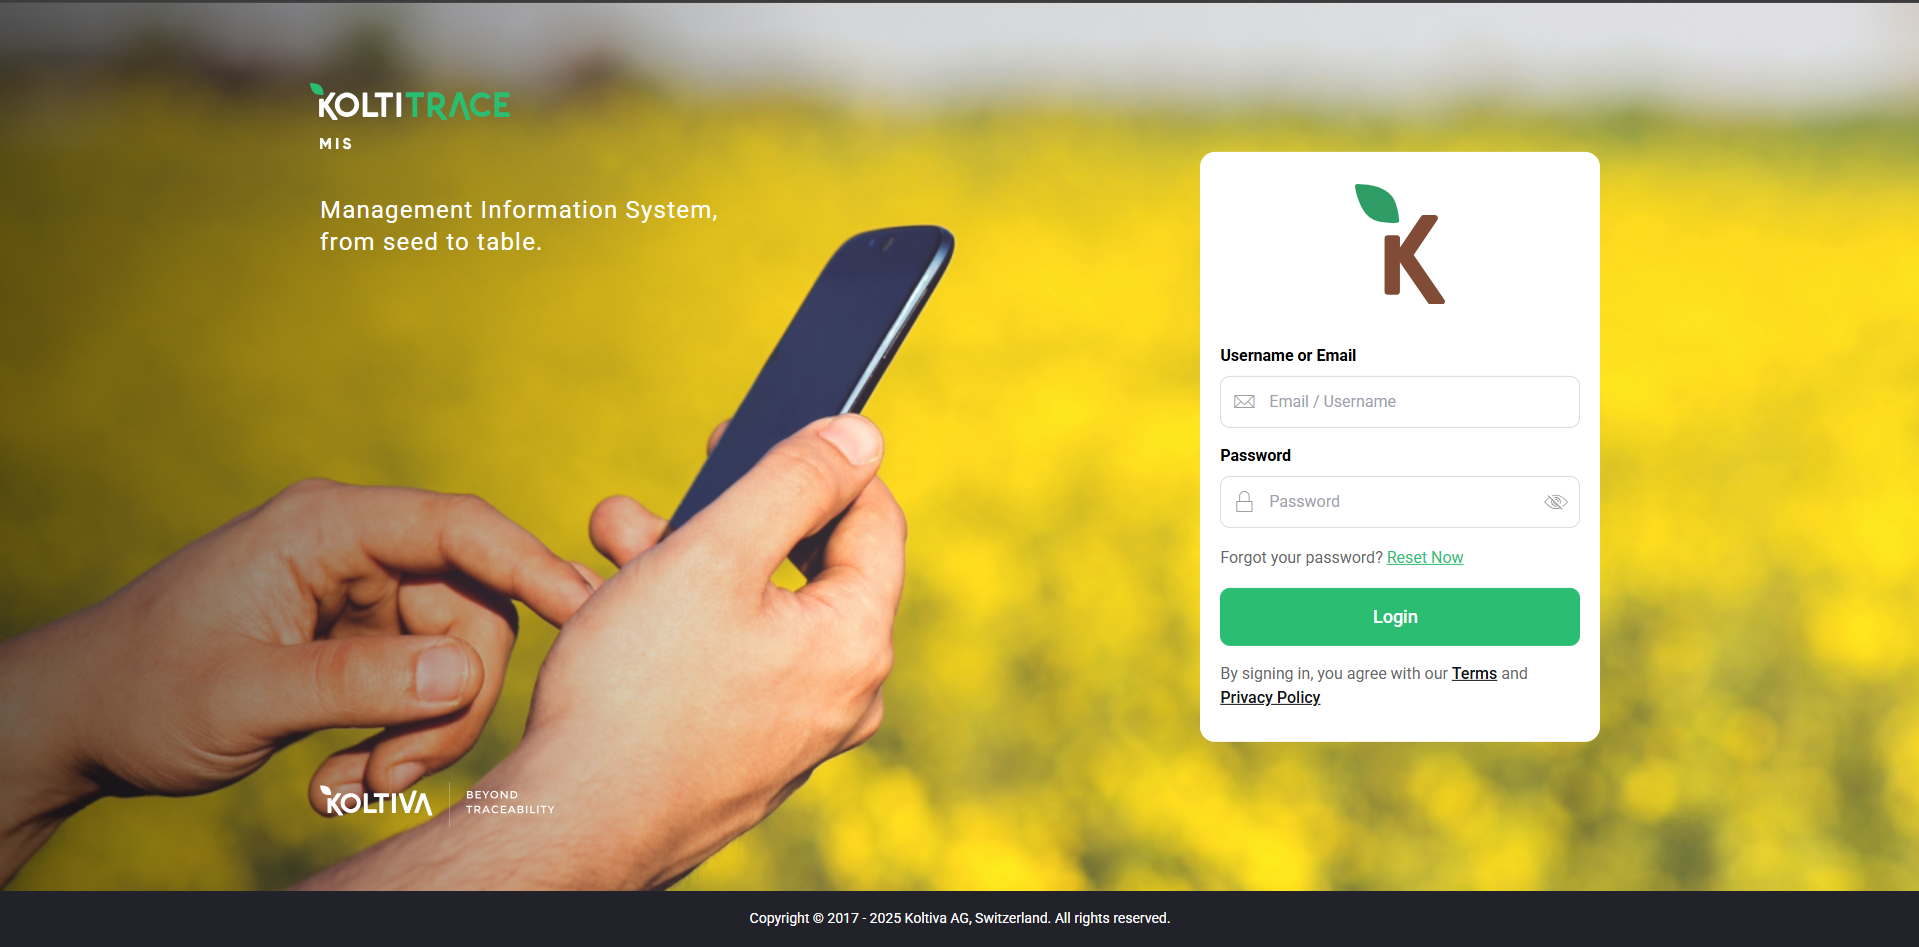 KOLTITRACE
MIS
Management Information System,
from seed to table.
K
Username or Email
Email / Username
Password
Password
Forgot your password? Reset Now
Login
By signing in, you agree with our Terms and
Privacy Policy
KOLTIVA
BEYOND
TRACEABILITY
Copyright © 2017 - 2025 Koltiva AG, Switzerland. All rights reserved.